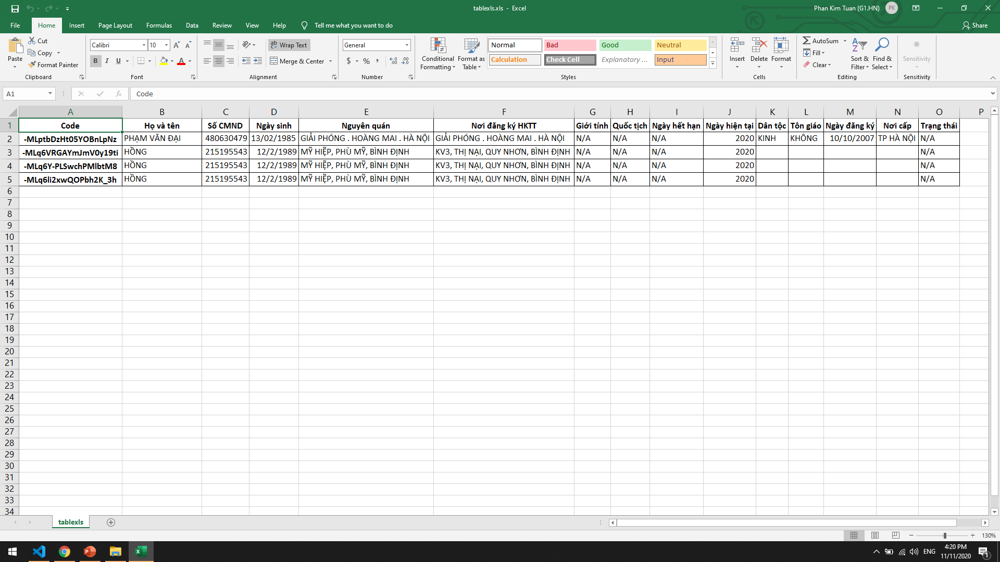 tablexls.xls - Excel
Phan Kim Tuan (G1.HN) PK
File Home Insert Page Layout Formulas Data Review View Help Tell me what you want to do Share
Paste Cut Copy Format Painter
Clipboard
Calibri 10
B I U A
Font
Wrap Text
Merge & Center
Alignment
General
$ % ,
Number
Conditional Formatting Format as Table
Normal Bad Good Neutral
Calculation Check Cell Explanatory ... Input
Styles
Insert Delete Format
Cells
AutoSum Fill Clear
Sort & Filter Find & Select
Editing
Sensitivity
Sensitivity
A1 fx Code
A B C D E F G H I J K L M N O P
1 Code Họ và tên Số CMND Ngày sinh Nguyên quán Nơi đăng ký HKTT Giới tính Quốc tịch Ngày hết hạn Ngày hiện tại Dân tộc Tôn giáo Ngày đăng ký Nơi cấp Trạng thái
2 -MLptbDzHt05YOBnLpNz PHẠM VĂN ĐẠI 480630479 13/02/1985 GIẢI PHÓNG . HOÀNG MAI . HÀ NỘI GIẢI PHÓNG . HOÀNG MAI . HÀ NỘI N/A N/A N/A 2020 KINH KHÔNG 10/10/2007 TP HÀ NỘI N/A
3 -MLq6VRGAYmJmV0y19ti HỒNG 215195543 12/2/1989 MỸ HIỆP, PHÙ MỸ, BÌNH ĐỊNH KV3, THỊ NẠI, QUY NHƠN, BÌNH ĐỊNH N/A N/A N/A 2020 N/A
4 -MLq6Y-PLSwchPMlbtM8 HỒNG 215195543 12/2/1989 MỸ HIỆP, PHÙ MỸ, BÌNH ĐỊNH KV3, THỊ NẠI, QUY NHƠN, BÌNH ĐỊNH N/A N/A N/A 2020 N/A
5 -MLq6li2xwQOPbh2K_3h HỒNG 215195543 12/2/1989 MỸ HIỆP, PHÙ MỸ, BÌNH ĐỊNH KV3, THỊ NẠI, QUY NHƠN, BÌNH ĐỊNH N/A N/A N/A 2020 N/A
6
7
8
9
10
11
12
13
14
15
16
17
18
19
20
21
22
23
24
25
26
27
28
29
30
31
32
33
34
tablexls
130%
ENG
4:20 PM
11/11/2020
1